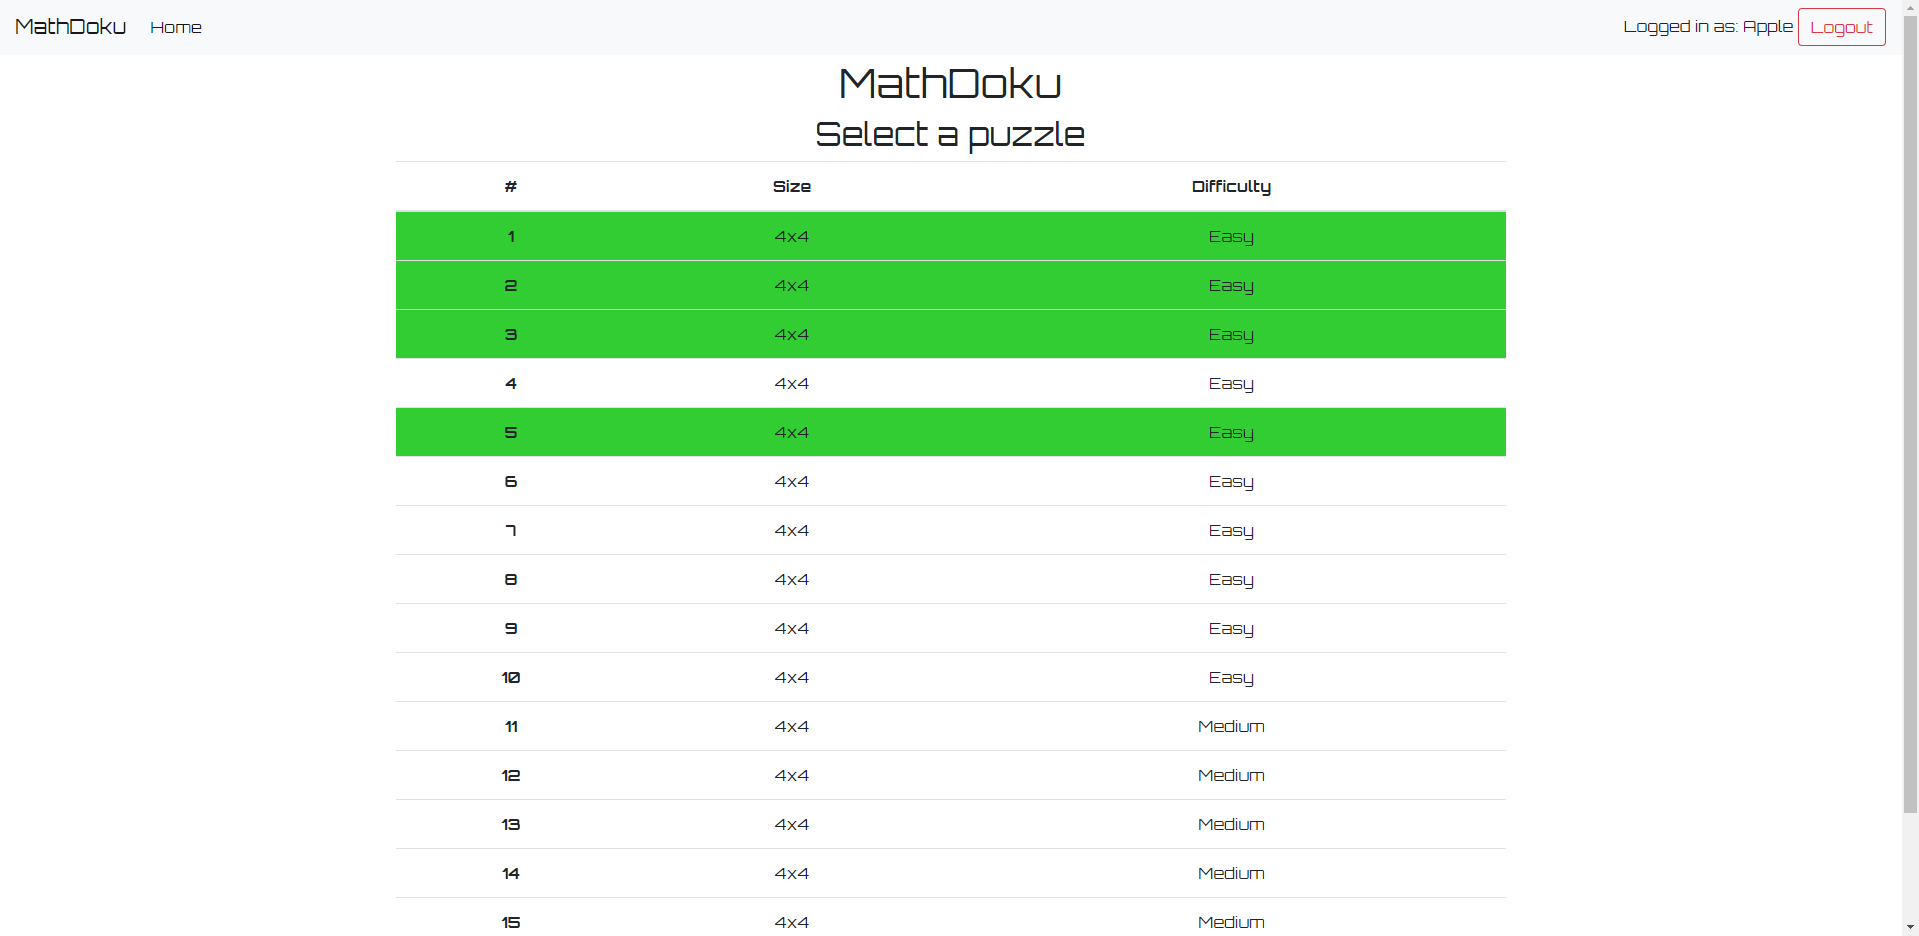 MathDoku Home Logged in as: Apple Logout
MathDoku
Select a puzzle
# Size Difficulty
1 4x4 Easy
2 4x4 Easy
3 4x4 Easy
4 4x4 Easy
5 4x4 Easy
6 4x4 Easy
7 4x4 Easy
8 4x4 Easy
9 4x4 Easy
10 4x4 Easy
11 4x4 Medium
12 4x4 Medium
13 4x4 Medium
14 4x4 Medium
15 4x4 Medium